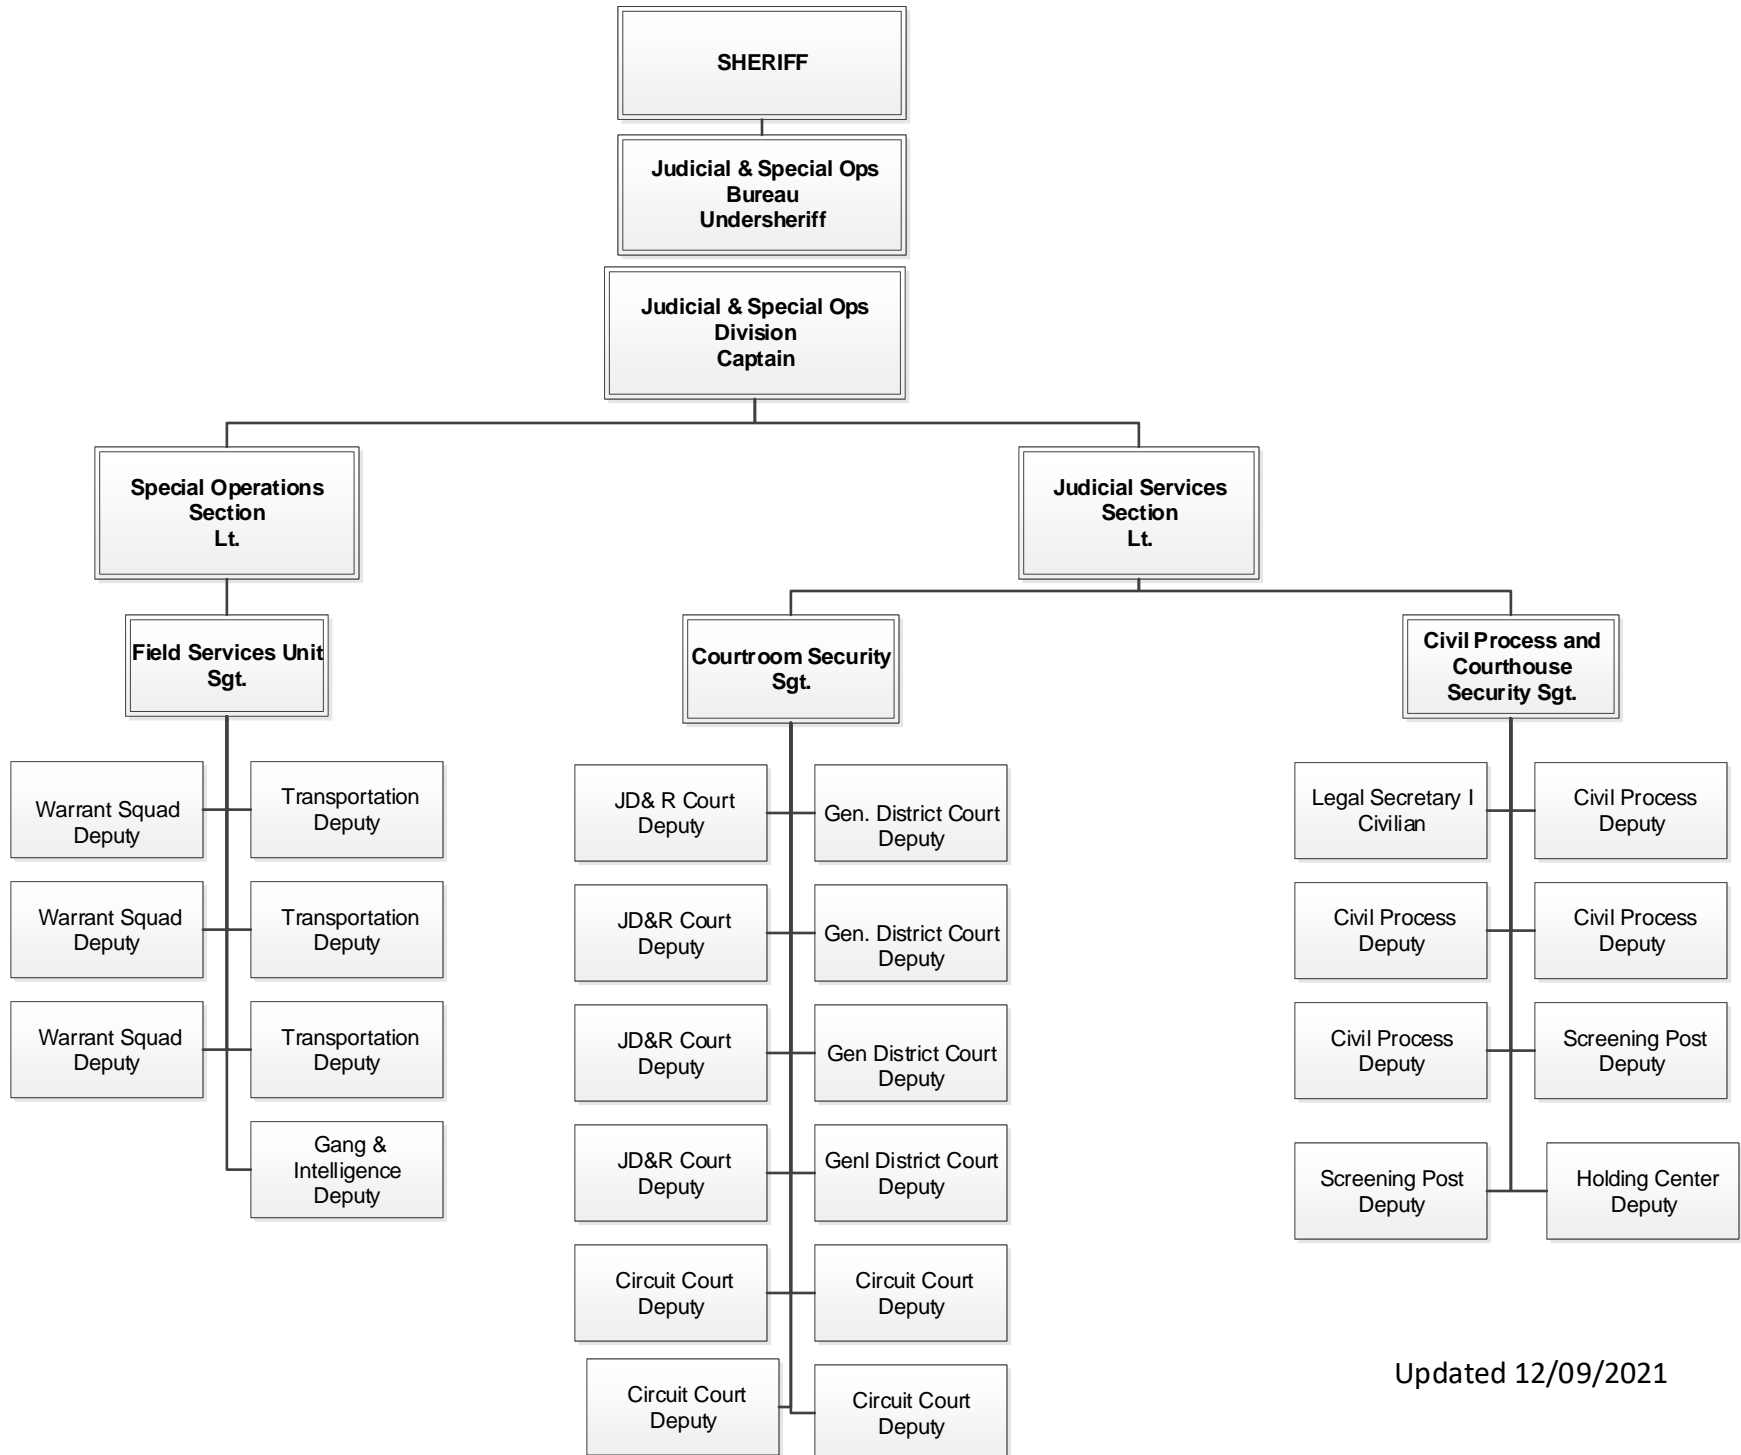 SHERIFF
Judicial & Special Ops
Bureau
Undersheriff
Judicial & Special Ops
Division
Captain
Special Operations
Section
Lt.
Judicial Services
Section
Lt.
Field Services Unit
Sgt.
Courtroom Security
Sgt.
Civil Process and
Courthouse
Security Sgt.
Warrant Squad
Deputy
Transportation
Deputy
Warrant Squad
Deputy
Transportation
Deputy
Warrant Squad
Deputy
Transportation
Deputy
Gang &
Intelligence
Deputy
JD& R Court
Deputy
Gen. District Court
Deputy
JD&R Court
Deputy
Gen. District Court
Deputy
JD&R Court
Deputy
Gen District Court
Deputy
JD&R Court
Deputy
Genl District Court
Deputy
Circuit Court
Deputy
Circuit Court
Deputy
Circuit Court
Deputy
Circuit Court
Deputy
Legal Secretary I
Civilian
Civil Process
Deputy
Civil Process
Deputy
Civil Process
Deputy
Civil Process
Deputy
Screening Post
Deputy
Screening Post
Deputy
Holding Center
Deputy
Updated 12/09/2021